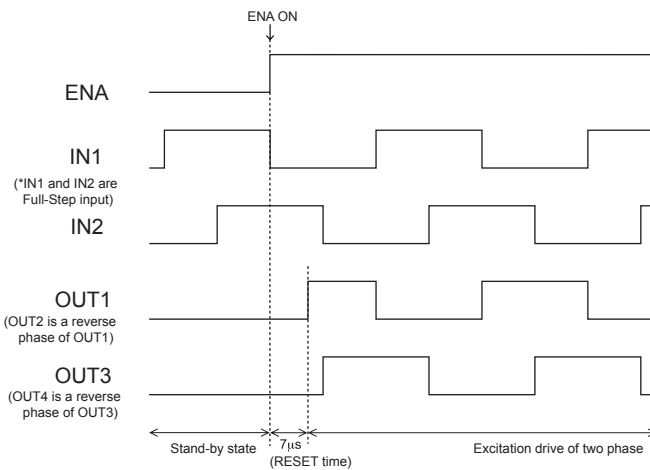 ENA ON
ENA
IN1
(*IN1 and IN2 are
Full-Step input)
IN2
OUT1
(OUT2 is a reverse
phase of OUT1)
OUT3
(OUT4 is a reverse
phase of OUT3)
Stand-by state
7μs
(RESET time)
Excitation drive of two phase